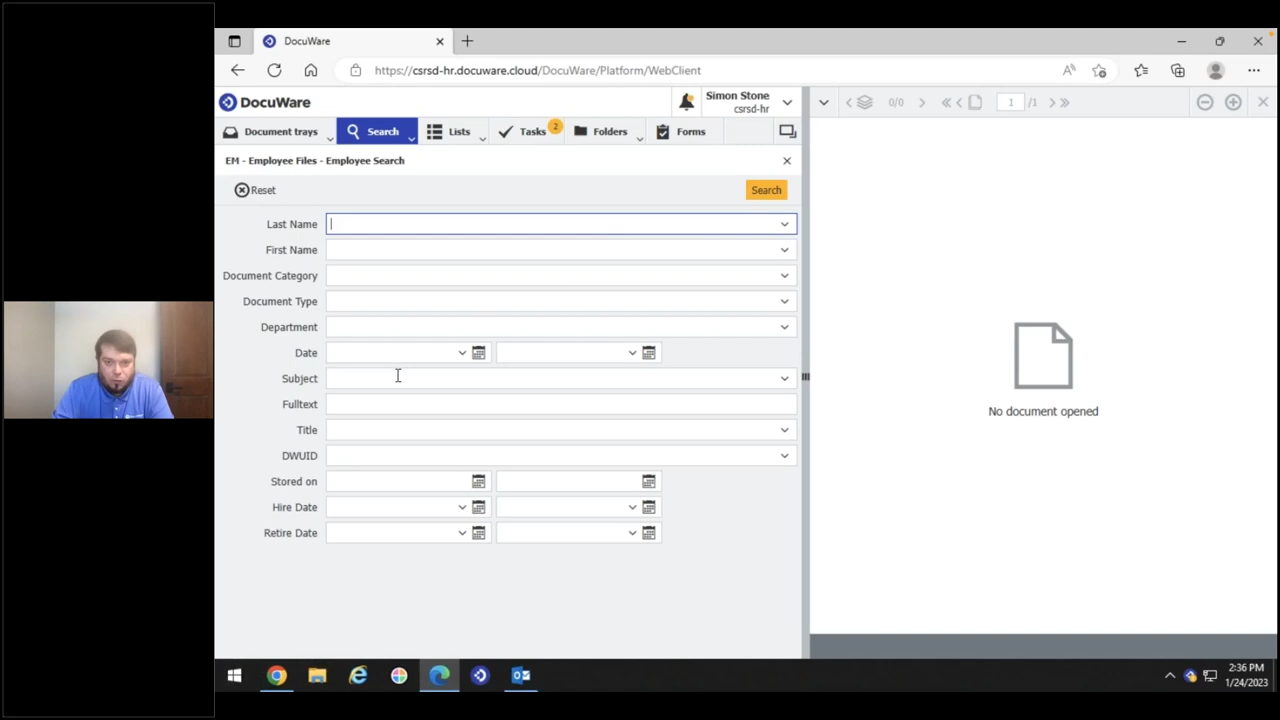 DocuWare
https://csrsd-hr.docuware.cloud/DocuWare/Platform/WebClient
DocuWare
Simon Stone
csrsd-hr
0/0
1 /1
Document trays
Search
Lists
Tasks
2
Folders
Forms
EM - Employee Files - Employee Search
Reset
Search
Last Name
First Name
Document Category
Document Type
Department
Date
Subject
Fulltext
Title
DWUID
Stored on
Hire Date
Retire Date
No document opened
2:36 PM
1/24/2023